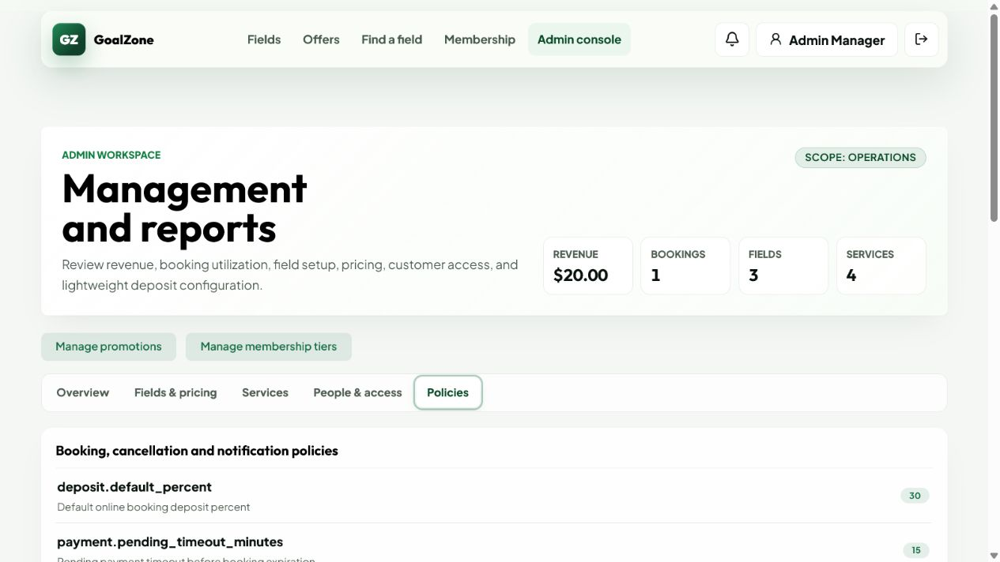 GZ GoalZone Fields Offers Find a field Membership Admin console Admin Manager
ADMIN WORKSPACE
SCOPE: OPERATIONS
Management
and reports
Review revenue, booking utilization, field setup, pricing, customer access, and
lightweight deposit configuration.
REVENUE BOOKINGS FIELDS SERVICES
$20.00 1 3 4
Manage promotions Manage membership tiers
Overview Fields & pricing Services People & access Policies
Booking, cancellation and notification policies
deposit.default_percent
Default online booking deposit percent
30
payment.pending_timeout_minutes
Pending payment timeout before booking expiration
15